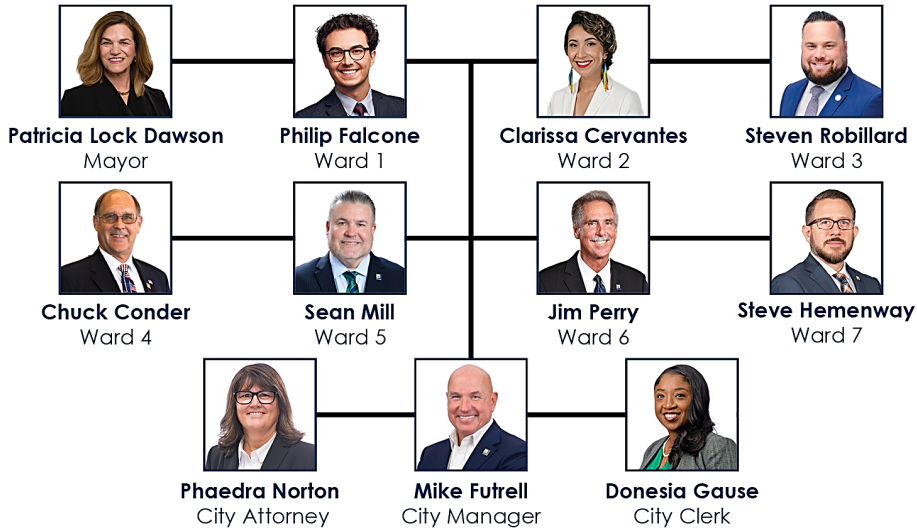 Patricia Lock Dawson
Mayor
Philip Falcone
Ward 1
Clarissa Cervantes
Ward 2
Steven Robillard
Ward 3
Chuck Conder
Ward 4
Sean Mill
Ward 5
Jim Perry
Ward 6
Steve Hemenway
Ward 7
Phaedra Norton
City Attorney
Mike Futrell
City Manager
Donesia Gause
City Clerk